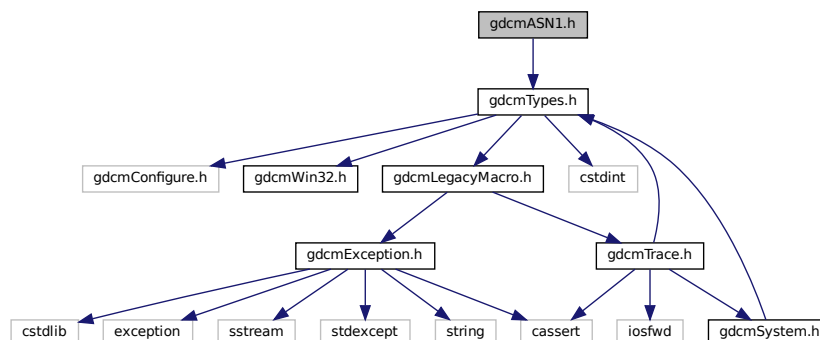 gdcmASN1.h
gdcmTypes.h
gdcmConfigure.h
gdcmWin32.h
gdcmLegacyMacro.h
cstdint
gdcmException.h
gdcmTrace.h
cstdlib
exception
sstream
stdexcept
string
cassert
iosfwd
gdcmSystem.h